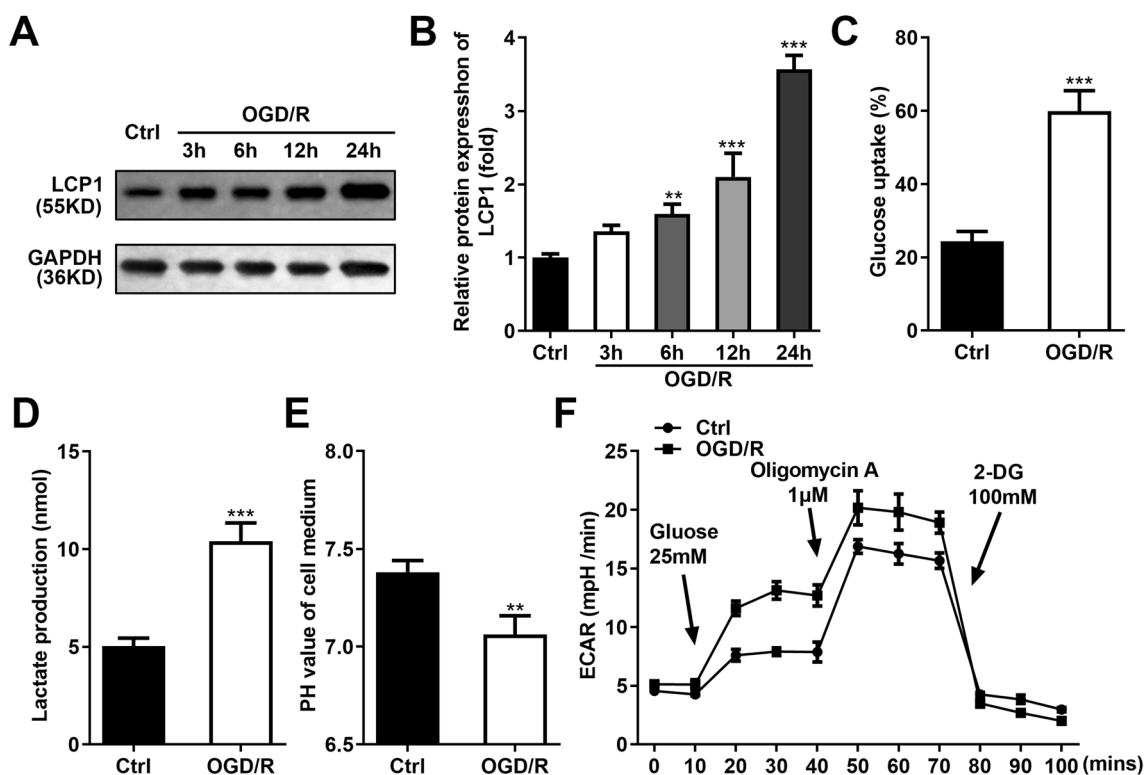 A
OGD/R
Ctrl
3h 6h 12h 24h
LCP1
(55KD)
GAPDH
(36KD)
B
Relative protein expresshon of
LCP1 (fold)
5
4
3
2
1
0
** *** ***
Ctrl 3h 6h 12h 24h
OGD/R
C
Glucose uptake (%)
80
60
40
20
0
***
Ctrl OGD/R
D
Lactate production (nmol)
15
10
5
0
***
Ctrl OGD/R
E
PH value of cell medium
8.0
7.5
7.0
6.5
**
Ctrl OGD/R
F
Ctrl
OGD/R
ECAR (mpH /min)
25
20
15
10
5
0
Gluose
25mM
Oligomycin A
1μM
2-DG
100mM
0 10 20 30 40 50 60 70 80 90 100 (mins)